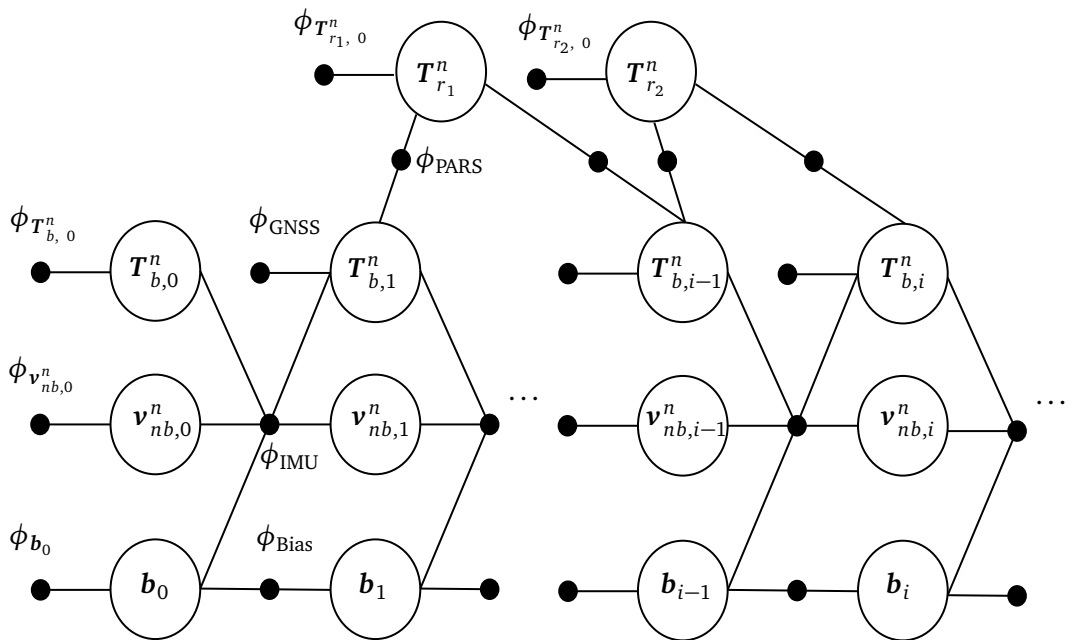 ϕ_{𝑻^n_{r_1, 0}} ϕ_{𝑻^n_{r_2, 0}}
𝑻^n_{r_1} 𝑻^n_{r_2}
ϕ_PARS
ϕ_{𝑻^n_{b, 0}} ϕ_GNSS
𝑻^n_{b,0} 𝑻^n_{b,1} 𝑻^n_{b,i−1} 𝑻^n_{b,i}
ϕ_{𝒗^n_{nb,0}} ⋯ ⋯
𝒗^n_{nb,0} 𝒗^n_{nb,1} 𝒗^n_{nb,i−1} 𝒗^n_{nb,i}
ϕ_IMU
ϕ_{𝒃_0} ϕ_Bias
𝒃_0 𝒃_1 𝒃_{i−1} 𝒃_i